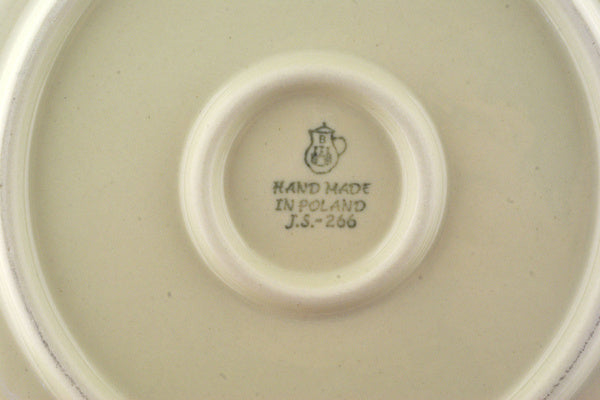 B
HAND MADE
IN POLAND
J.S.-266